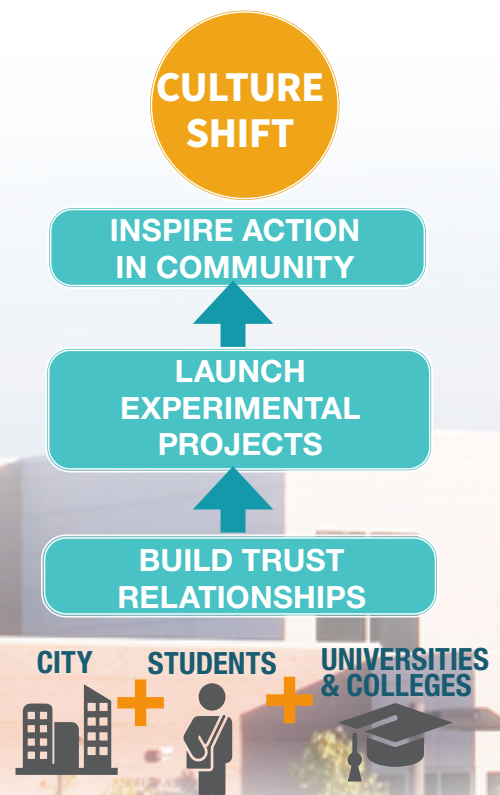 CULTURE
SHIFT
INSPIRE ACTION
IN COMMUNITY
LAUNCH
EXPERIMENTAL
PROJECTS
BUILD TRUST
RELATIONSHIPS
CITY
STUDENTS
UNIVERSITIES
& COLLEGES